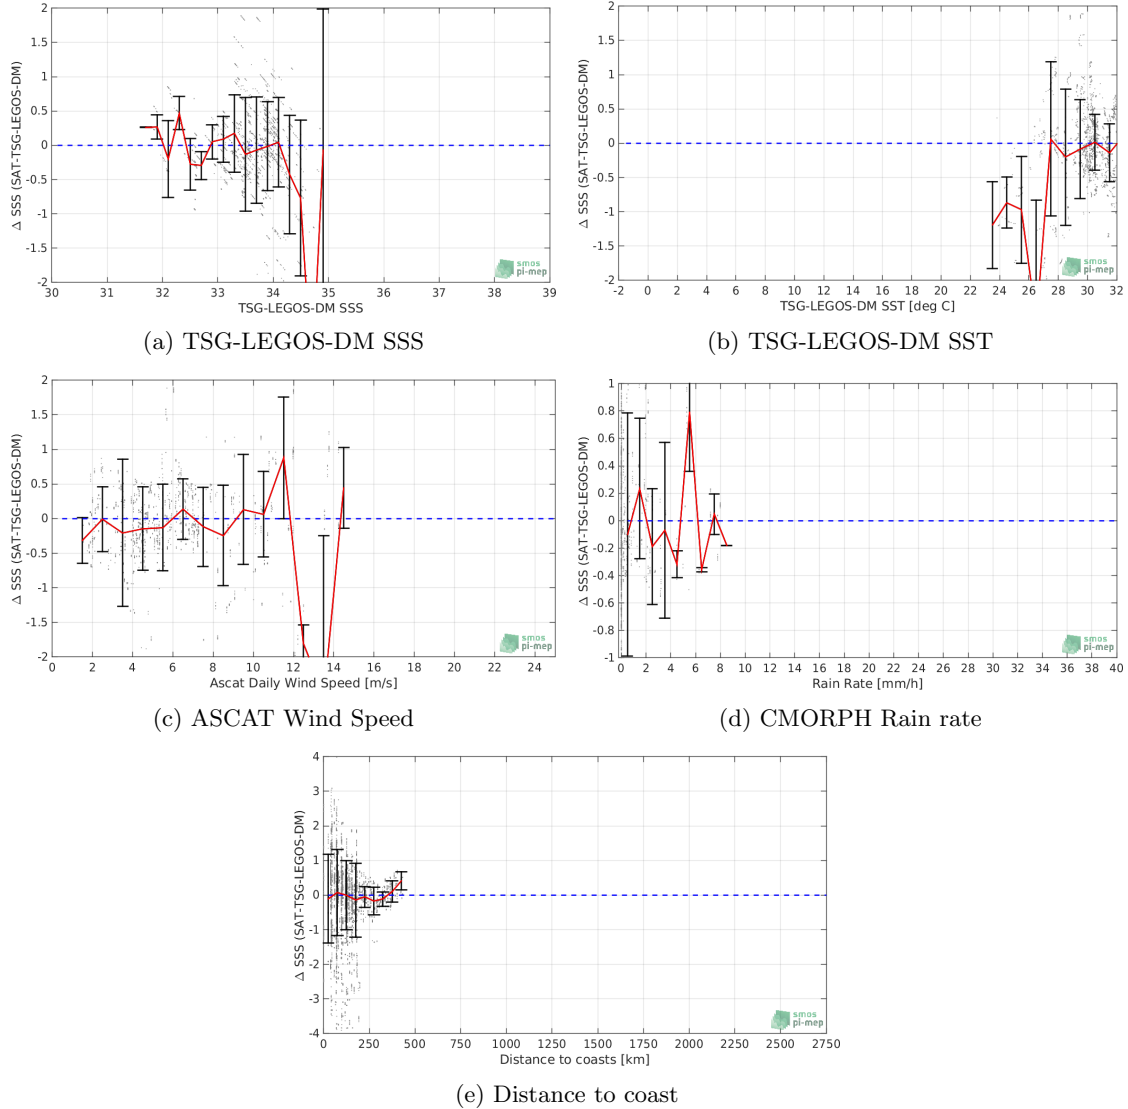 2
1.5
1
0.5
0
-0.5
-1
-1.5
-2
Δ SSS (SAT-TSG-LEGOS-DM)
30 31 32 33 34 35 36 37 38 39
TSG-LEGOS-DM SSS
smos
pi-mep
(a) TSG-LEGOS-DM SSS
2
1.5
1
0.5
0
-0.5
-1
-1.5
-2
Δ SSS (SAT-TSG-LEGOS-DM)
-2 0 2 4 6 8 10 12 14 16 18 20 22 24 26 28 30 32
TSG-LEGOS-DM SST [deg C]
smos
pi-mep
(b) TSG-LEGOS-DM SST
2
1.5
1
0.5
0
-0.5
-1
-1.5
-2
Δ SSS (SAT-TSG-LEGOS-DM)
0 2 4 6 8 10 12 14 16 18 20 22 24
Ascat Daily Wind Speed [m/s]
smos
pi-mep
(c) ASCAT Wind Speed
1
0.8
0.6
0.4
0.2
0
-0.2
-0.4
-0.6
-0.8
-1
Δ SSS (SAT-TSG-LEGOS-DM)
0 2 4 6 8 10 12 14 16 18 20 22 24 26 28 30 32 34 36 38 40
Rain Rate [mm/h]
smos
pi-mep
(d) CMORPH Rain rate
4
3
2
1
0
-1
-2
-3
-4
Δ SSS (SAT-TSG-LEGOS-DM)
0 250 500 750 1000 1250 1500 1750 2000 2250 2500 2750
Distance to coasts [km]
smos
pi-mep
(e) Distance to coast